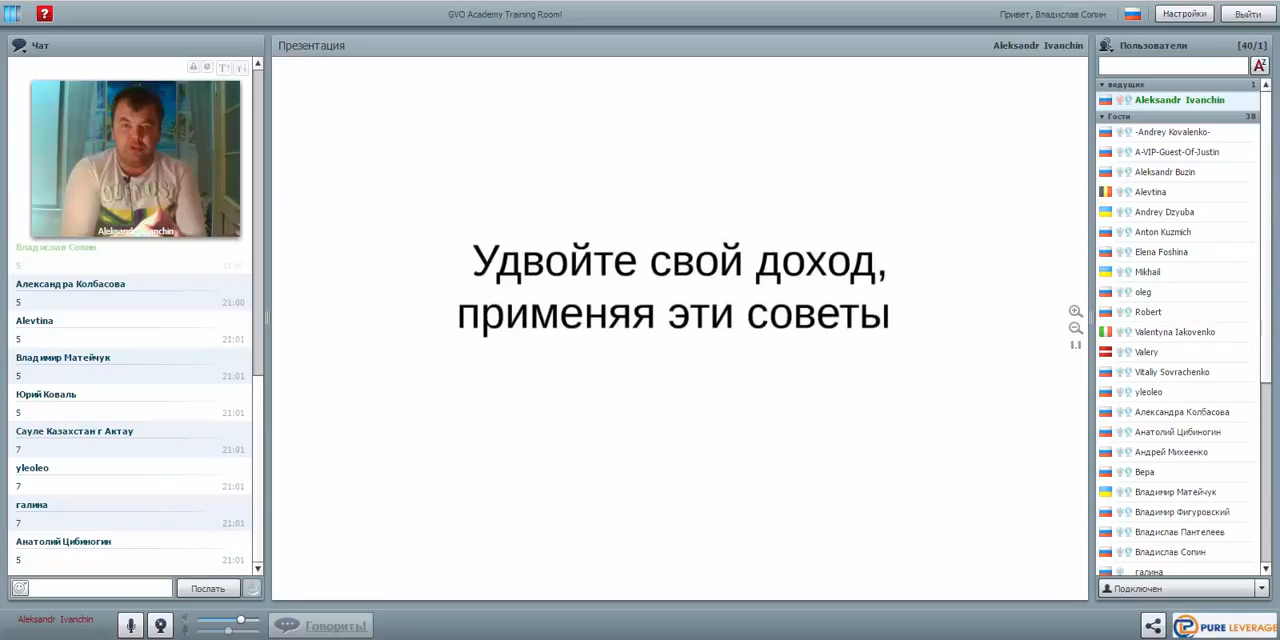 GVO Academy Training Room!
Привет, Владислав Сопин
Настройки
Выйти
Чат
Aleksandr Ivanchin
Владислав Сопин
5
Александра Колбасова
5 21:00
Alevtina
5 21:01
Владимир Матейчук
5 21:01
Юрий Коваль
5 21:01
Сауле Казахстан г Актау
7 21:01
yleoleo
7 21:01
галина
7 21:01
Анатолий Цибиногин
5 21:01
Послать
Презентация
Aleksandr Ivanchin
Удвойте свой доход,
применяя эти советы
1.1
Пользователи [40/1]
ведущих 1
Aleksandr Ivanchin
Гости 38
-Andrey Kovalenko-
A-VIP-Guest-Of-Justin
Aleksandr Buzin
Alevtina
Andrey Dzyuba
Anton Kuzmich
Elena Foshina
Mikhail
oleg
Robert
Valentyna Iakovenko
Valery
Vitaliy Sovrachenko
yleoleo
Александра Колбасова
Анатолий Цибиногин
Андрей Михеенко
Вера
Владимир Матейчук
Владимир Фигуровский
Владислав Пантелеев
Владислав Сопин
галина
Подключен
Aleksandr Ivanchin
Говорить!
PURE LEVERAGE